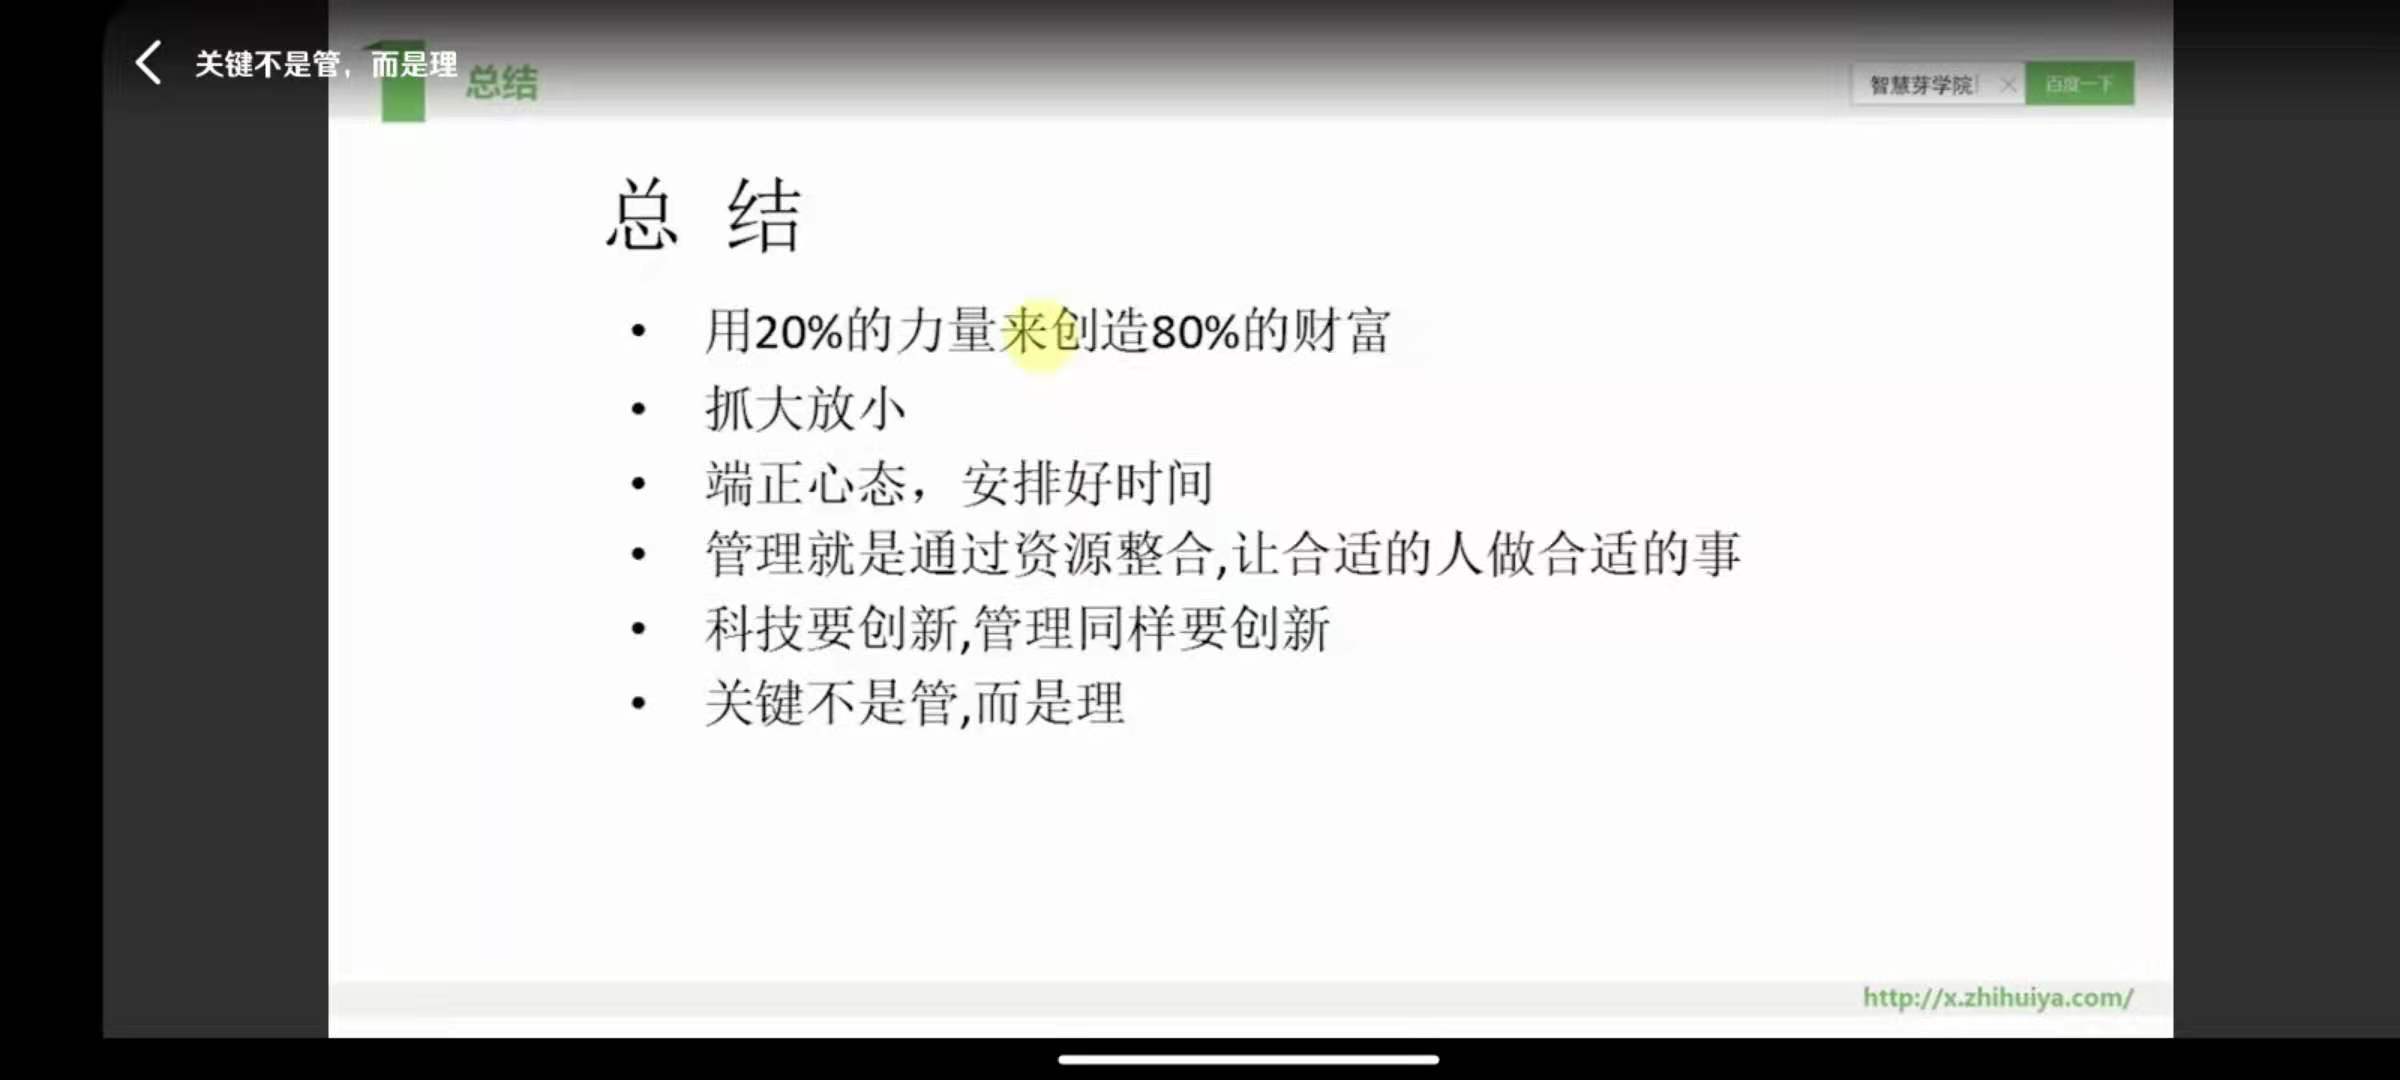 关键不是管，而是理
总结
智慧芽学院
百度一下
总 结
• 用20%的力量来创造80%的财富
• 抓大放小
• 端正心态，安排好时间
• 管理就是通过资源整合,让合适的人做合适的事
• 科技要创新,管理同样要创新
• 关键不是管,而是理
http://x.zhihuiya.com/